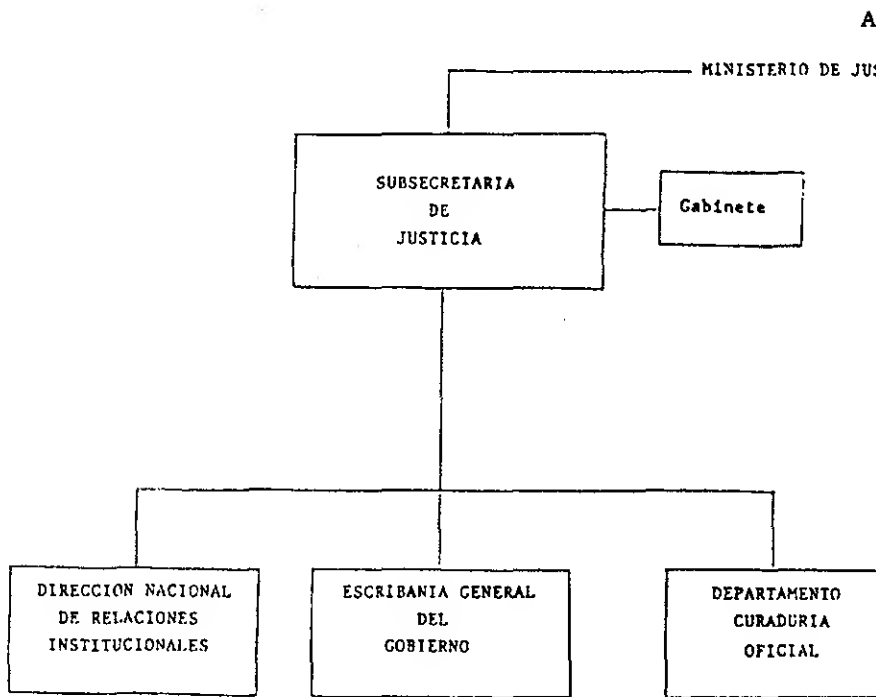 A
MINISTERIO DE JUS
SUBSECRETARIA
DE
JUSTICIA
Gabinete
DIRECCION NACIONAL
DE RELACIONES
INSTITUCIONALES
ESCRIBANIA GENERAL
DEL
GOBIERNO
DEPARTAMENTO
CURADURIA
OFICIAL